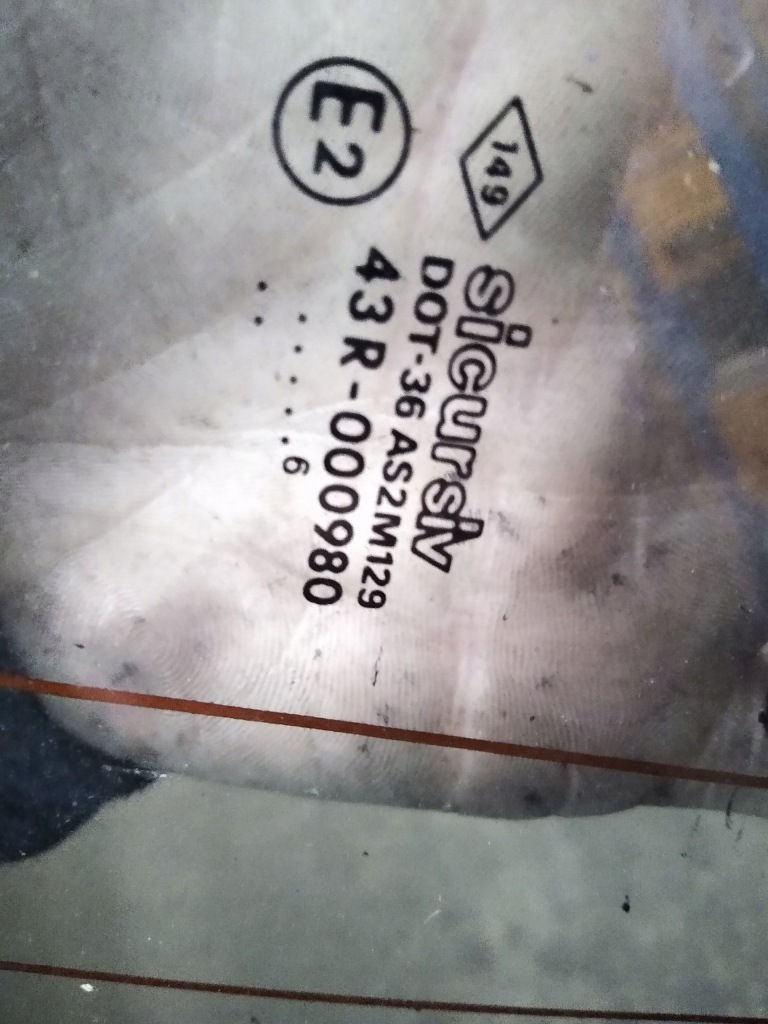 149
sicursiv
DOT-36 AS2M129
E2
43R-000980
.. ..... 6